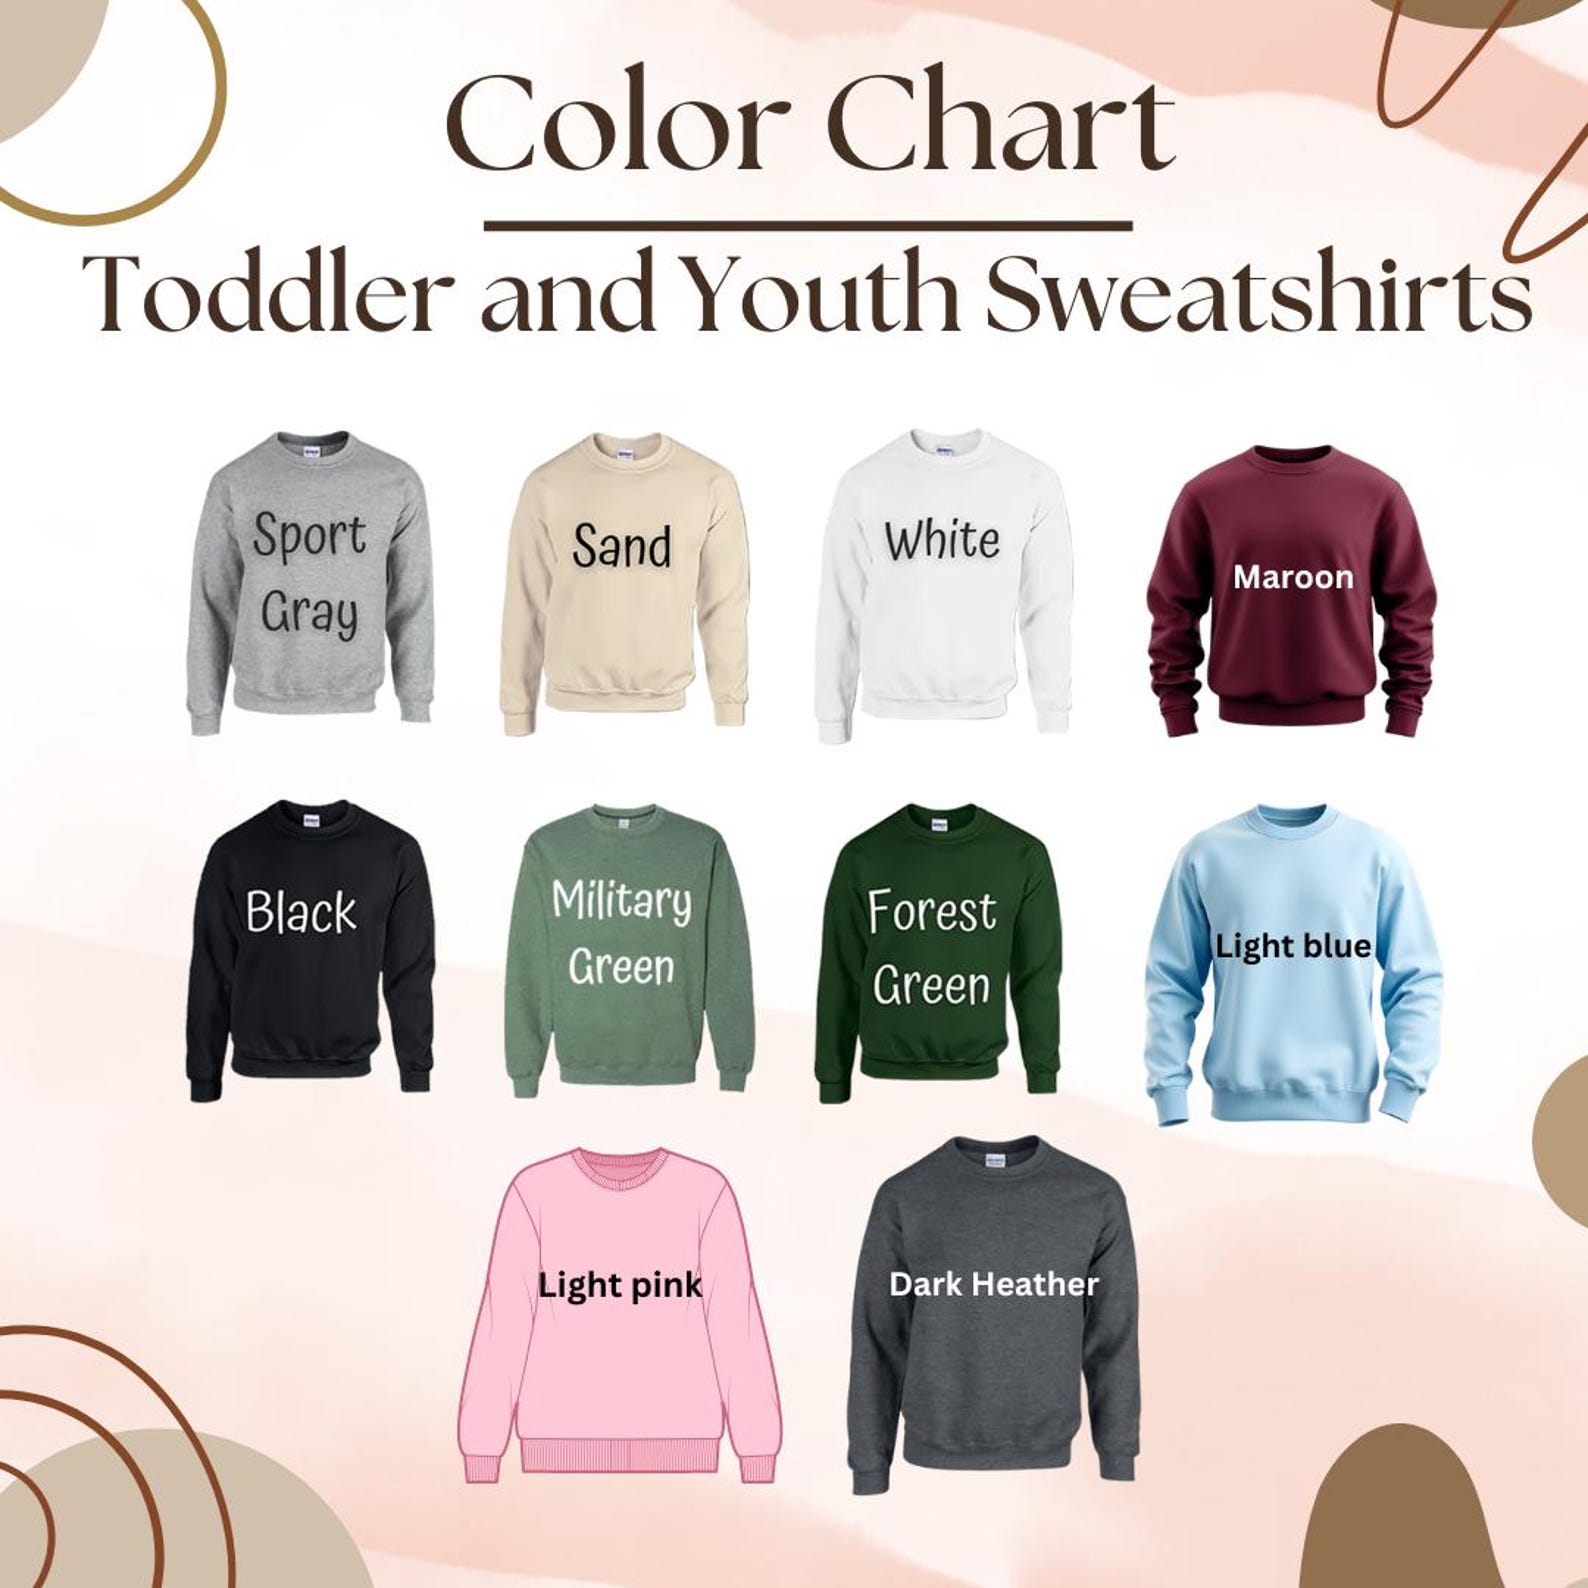 Color Chart
Toddler and Youth Sweatshirts
Sport
Gray
Sand
White
Maroon
Black
Military
Green
Forest
Green
Light blue
Light pink
Dark Heather